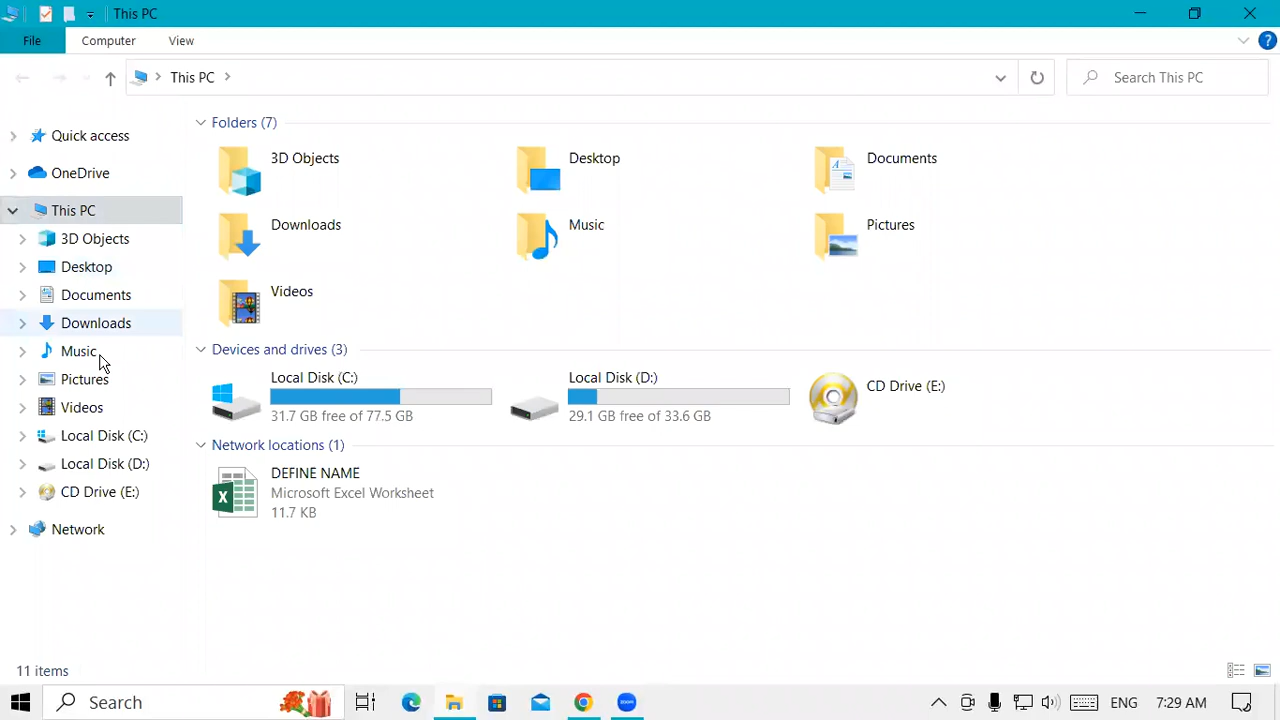 This PC
File Computer View
This PC
Search This PC
Quick access
OneDrive
This PC
3D Objects
Desktop
Documents
Downloads
Music
Pictures
Videos
Local Disk (C:)
Local Disk (D:)
CD Drive (E:)
Network
Folders (7)
3D Objects
Desktop
Documents
Downloads
Music
Pictures
Videos
Devices and drives (3)
Local Disk (C:)
31.7 GB free of 77.5 GB
Local Disk (D:)
29.1 GB free of 33.6 GB
CD Drive (E:)
Network locations (1)
DEFINE NAME
Microsoft Excel Worksheet
11.7 KB
11 items
Search
zoom
ENG
7:29 AM